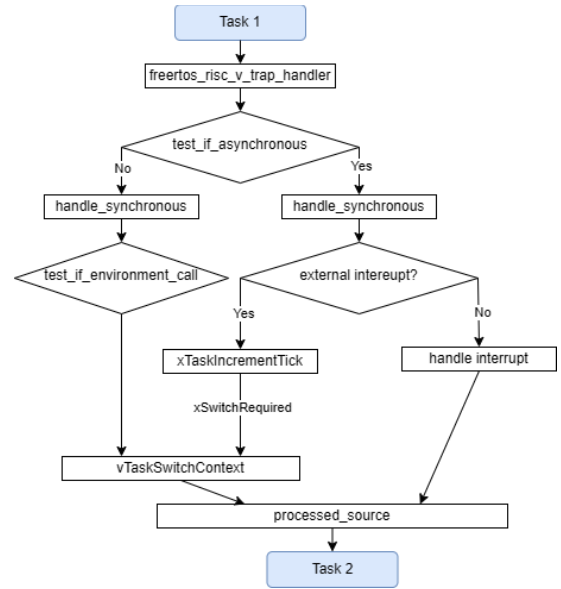 Task 1
freertos_risc_v_trap_handler
test_if_asynchronous
No
Yes
handle_synchronous
handle_synchronous
test_if_environment_call
external intereupt?
Yes
No
xTaskIncrementTick
handle interrupt
xSwitchRequired
vTaskSwitchContext
processed_source
Task 2